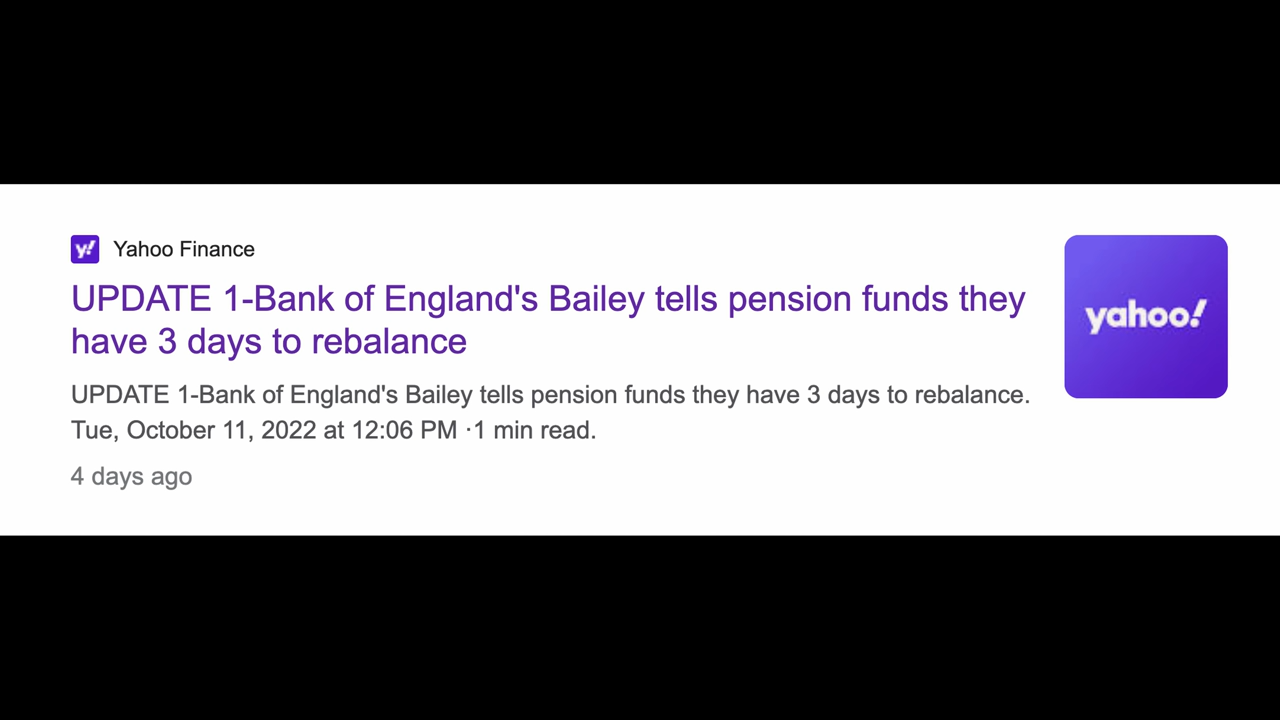 y!
Yahoo Finance
UPDATE 1-Bank of England's Bailey tells pension funds they
have 3 days to rebalance
UPDATE 1-Bank of England's Bailey tells pension funds they have 3 days to rebalance.
Tue, October 11, 2022 at 12:06 PM ·1 min read.
4 days ago
yahoo!